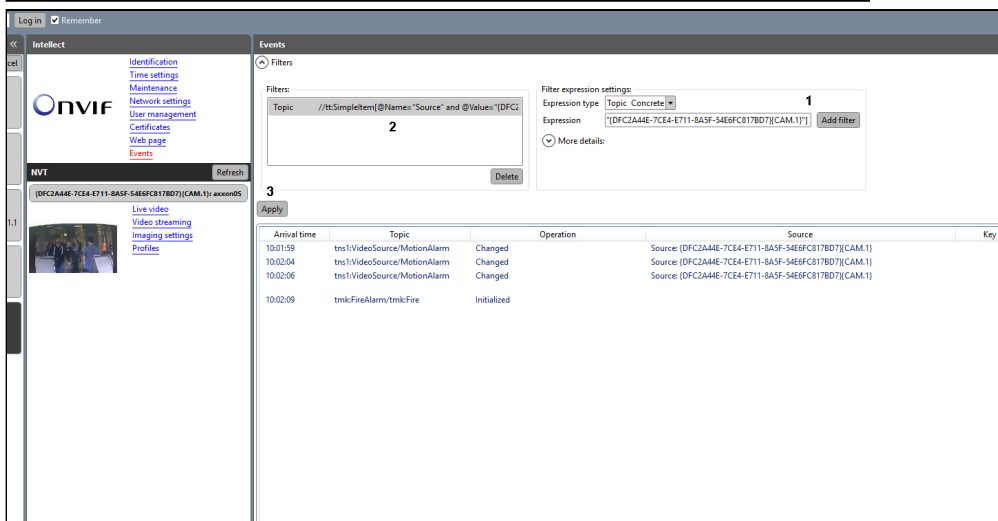 Log in Remember
«
Intellect
Events
cel
Filters
Identification
Time settings
Maintenance
Network settings
User management
Certificates
Web page
Events
ONVIF
Filters:
Topic //tt:SimpleItem[@Name="Source" and @Value="{DFC2
2
Delete
Filter expression settings:
Expression type Topic Concrete
1
Expression "{DFC2A44E-7CE4-E711-8A5F-54E6FC817BD7}{CAM.1}"] Add filter
More details:
NVT Refresh
{DFC2A44E-7CE4-E711-8A5F-54E6FC817BD7}{CAM.1}: axxon0S
1.1
Live video
Video streaming
Imaging settings
Profiles
3
Apply
Arrival time Topic Operation Source Key
10:01:59 tns1:VideoSource/MotionAlarm Changed Source: {DFC2A44E-7CE4-E711-8A5F-54E6FC817BD7}{CAM.1}
10:02:04 tns1:VideoSource/MotionAlarm Changed Source: {DFC2A44E-7CE4-E711-8A5F-54E6FC817BD7}{CAM.1}
10:02:06 tns1:VideoSource/MotionAlarm Changed Source: {DFC2A44E-7CE4-E711-8A5F-54E6FC817BD7}{CAM.1}
10:02:09 tmk:FireAlarm/tmk:Fire Initialized